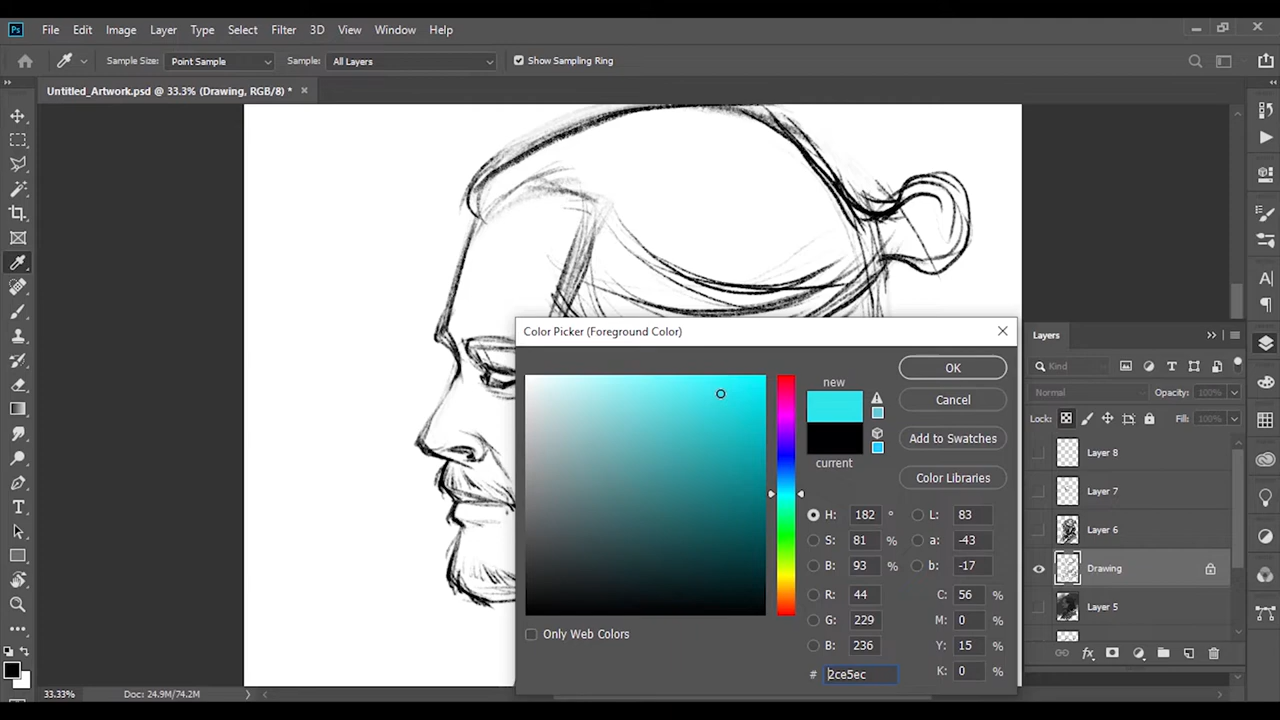 Ps File Edit Image Layer Type Select Filter 3D View Window Help
Sample Size: Point Sample Sample: All Layers Show Sampling Ring
Untitled_Artwork.psd @ 33.3% (Drawing, RGB/8) *
Color Picker (Foreground Color)
new
current
OK
Cancel
Add to Swatches
Color Libraries
H: 182 ° L: 83
S: 81 % a: -43
B: 93 % b: -17
R: 44 C: 56 %
G: 229 M: 0 %
B: 236 Y: 15 %
# 2ce5ec K: 0 %
Only Web Colors
Layers
Kind
Normal Opacity: 100%
Lock: Fill: 100%
Layer 8
Layer 7
Layer 6
Drawing
Layer 5
33.33% Doc: 24.9M/74.2M